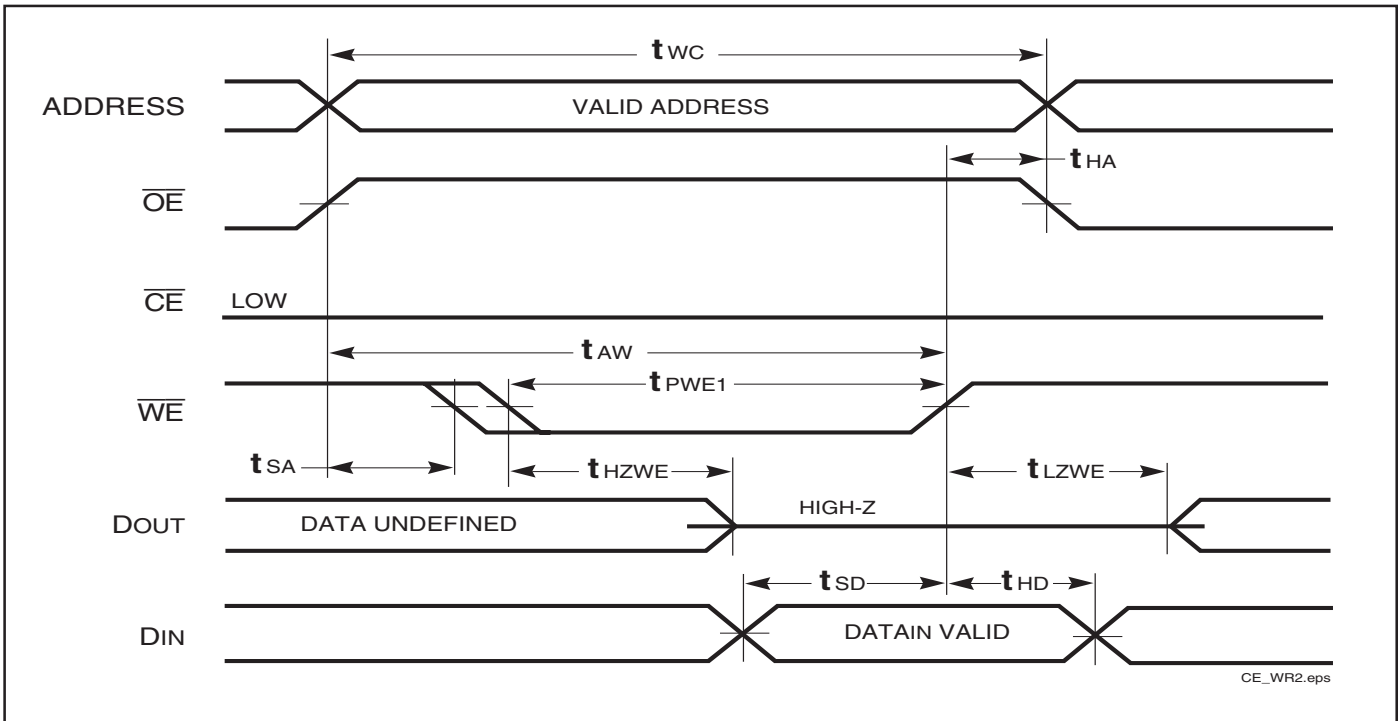 tWC
ADDRESS VALID ADDRESS
tHA
OE
CE LOW
tAW
tPWE1
WE
tSA tHZWE tLZWE
DOUT DATA UNDEFINED HIGH-Z
tSD tHD
DIN DATAIN VALID
CE_WR2.eps